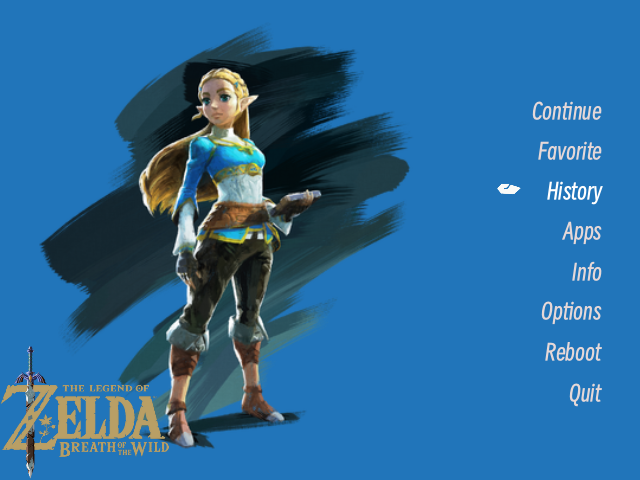 Continue
Favorite
History
Apps
Info
Options
Reboot
Quit
THE LEGEND OF
ZELDA
BREATH OF THE WILD